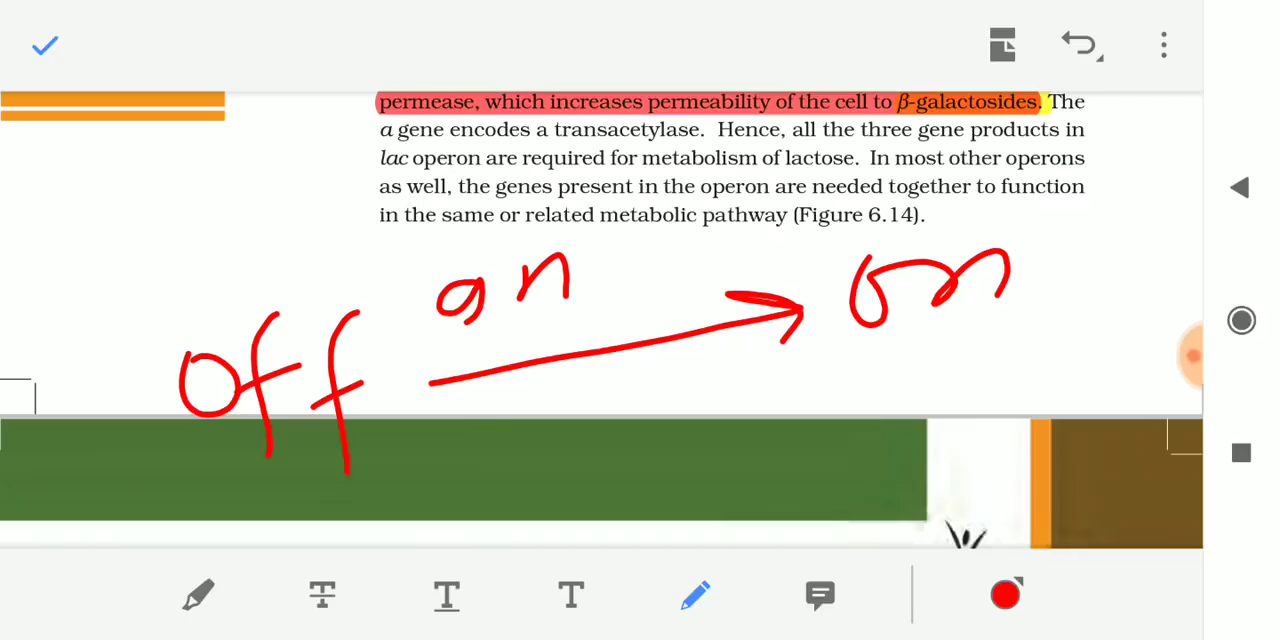 permease, which increases permeability of the cell to β-galactosides. The
a gene encodes a transacetylase. Hence, all the three gene products in
lac operon are required for metabolism of lactose. In most other operons
as well, the genes present in the operon are needed together to function
in the same or related metabolic pathway (Figure 6.14).
an
on
off